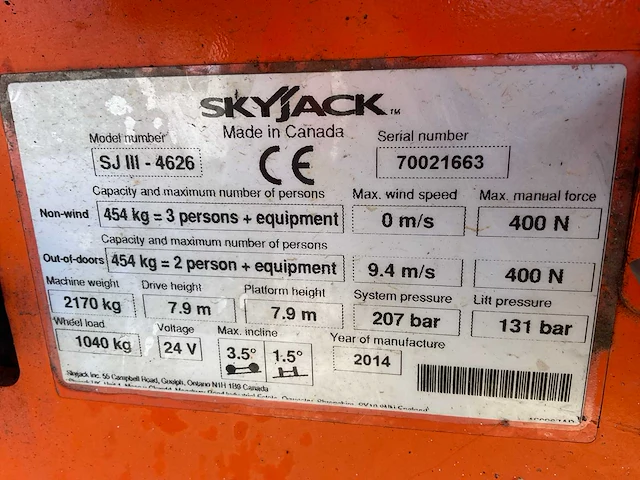 SKYJACK™
Made in Canada
Model number
Serial number
SJ III - 4626
CE
70021663
Capacity and maximum number of persons
Max. wind speed
Max. manual force
Non-wind
454 kg = 3 persons + equipment
0 m/s
400 N
Capacity and maximum number of persons
Out-of-doors
454 kg = 2 person + equipment
9.4 m/s
400 N
Machine weight
Drive height
Platform height
System pressure
Lift pressure
2170 kg
7.9 m
7.9 m
207 bar
131 bar
Wheel load
Voltage
Max. incline
Year of manufacture
1040 kg
24 V
3.5°
1.5°
2014
Skyjack Inc. 55 Campbell Road, Guelph, Ontario N1H 1B9 Canada